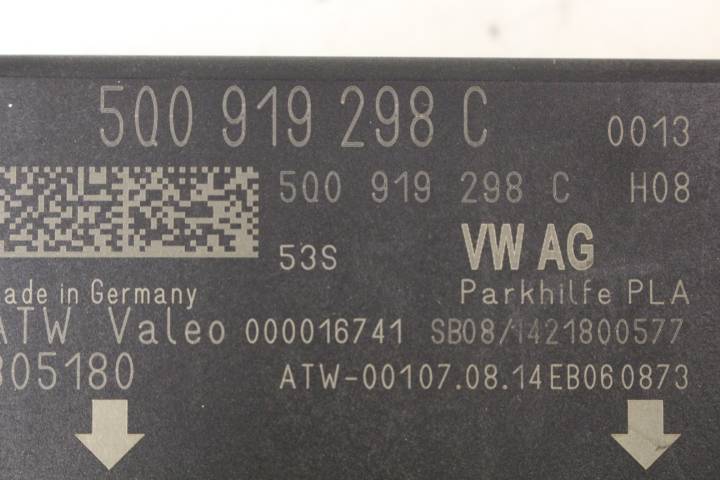 5Q0 919 298 C 0013
5Q0 919 298 C H08
53S VW AG
ade in Germany Parkhilfe PLA
ATW Valeo 000016741 SB08/1421800577
805180 ATW-00107.08.14EB060873